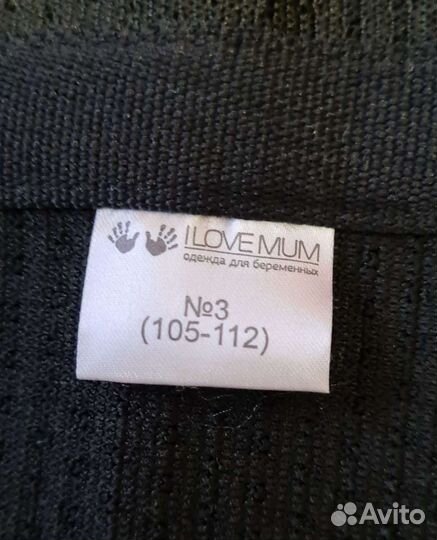 I LOVE MUM
одежда для беременных
№3
(105-112)
Avito